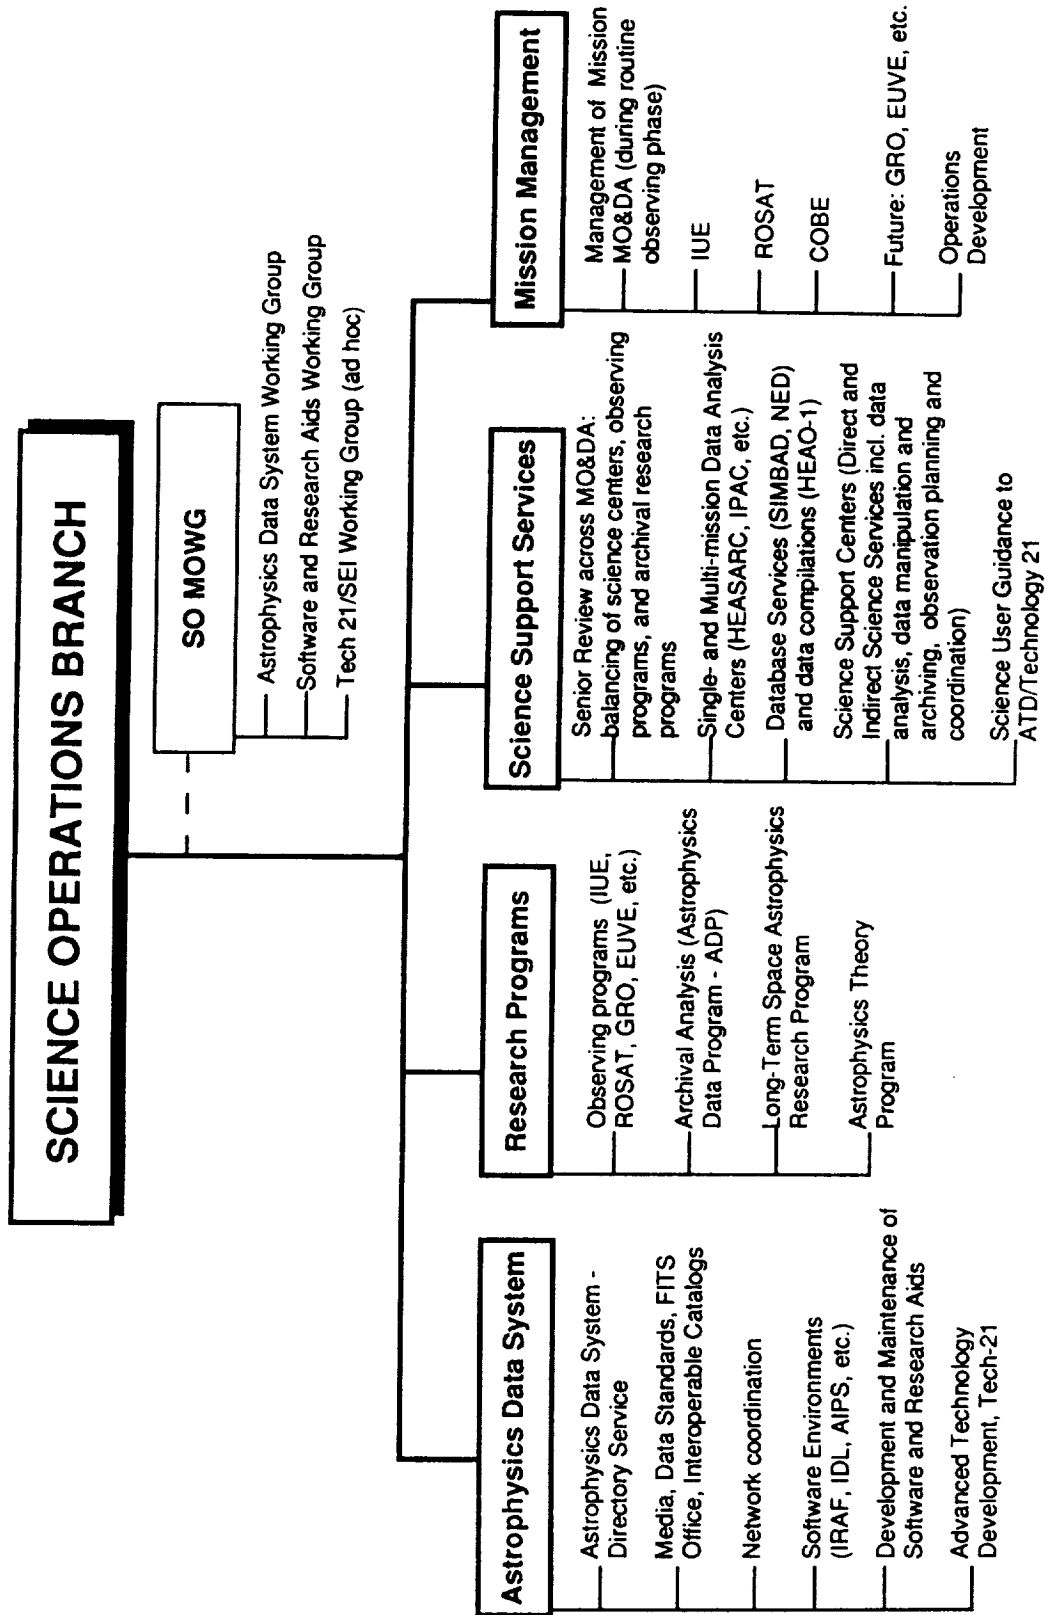 SCIENCE OPERATIONS BRANCH
SO MOWG
Astrophysics Data System Working Group
Software and Research Aids Working Group
Tech 21/SEI Working Group (ad hoc)
Astrophysics Data System
Astrophysics Data System -
Directory Service
Media, Data Standards, FITS
Office, Interoperable Catalogs
Network coordination
Software Environments
(IRAF, IDL, AIPS, etc.)
Development and Maintenance of
Software and Research Aids
Advanced Technology
Development, Tech-21
Research Programs
Observing programs (IUE,
ROSAT, GRO, EUVE, etc.)
Archival Analysis (Astrophysics
Data Program - ADP)
Long-Term Space Astrophysics
Research Program
Astrophysics Theory
Program
Science Support Services
Senior Review across MO&DA:
balancing of science centers, observing
programs, and archival research
programs
Single- and Multi-mission Data Analysis
Centers (HEASARC, IPAC, etc.)
Database Services (SIMBAD, NED)
and data compilations (HEAO-1)
Science Support Centers (Direct and
Indirect Science Services incl. data
analysis, data manipulation and
archiving, observation planning and
coordination)
Science User Guidance to
ATD/Technology 21
Mission Management
Management of Mission
MO&DA (during routine
observing phase)
IUE
ROSAT
COBE
Future: GRO, EUVE, etc.
Operations
Development